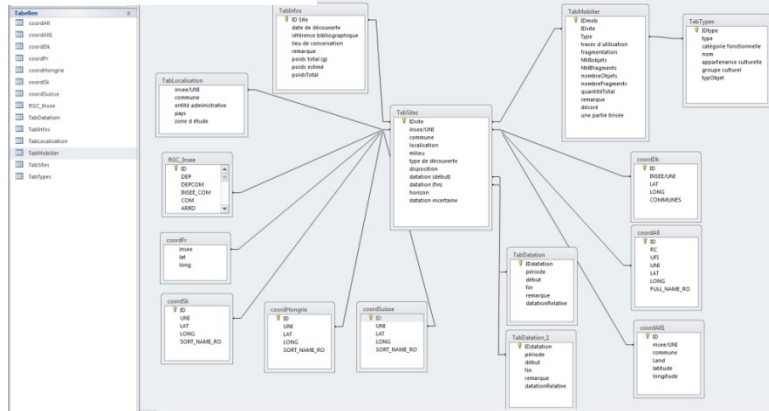 Tabellen
coordAll
coordAll1
coordDk
coordFr
coordHongrie
coordSk
coordSuisse
RGC_Insee
TabDatation
TabInfos
TabLocalisation
TabMobilier
TabSites
TabTypes
TabInfos
ID Site
date de découverte
référence bibliographique
lieu de conservation
remarque
poids total (g)
poids estimé
poidsTotal
TabLocalisation
insee/UNI
commune
entité administrative
pays
zone d étude
RGC_Insee
ID
DEP
DEPCOM
INSEE_COM
COM
ARRD
coordFr
insee
lat
long
coordSk
ID
UNI
LAT
LONG
SORT_NAME_RO
coordHongrie
ID
UNI
LAT
LONG
SORT_NAME_RO
coordSuisse
ID
UNI
LAT
LONG
SORT_NAME_RO
TabSites
IDsite
insee/UNI
commune
localisation
milieu
type de découverte
disposition
datation (début)
datation (fin)
horizon
datation incertaine
TabMobilier
IDmob
IDsite
Type
traces d'utilisation
fragmentation
NMIobjets
NMIfragments
nombreObjets
nombreFragments
quantitéTotal
remarque
décoré
une partie brisée
TabTypes
IDtype
type
catégorie fonctionnelle
nom
appartenance culturelle
groupe culturel
typObjet
coordDk
ID
INSEE/UNI
LAT
LONG
COMMUNES
coordAll
ID
RC
UFI
UNI
LAT
LONG
FULL_NAME_RO
TabDatation
IDdatation
période
début
fin
remarque
datationRelative
TabDatation_1
IDdatation
période
début
fin
remarque
datationRelative
coordAll1
ID
insee/UNI
commune
Land
latitude
longitude